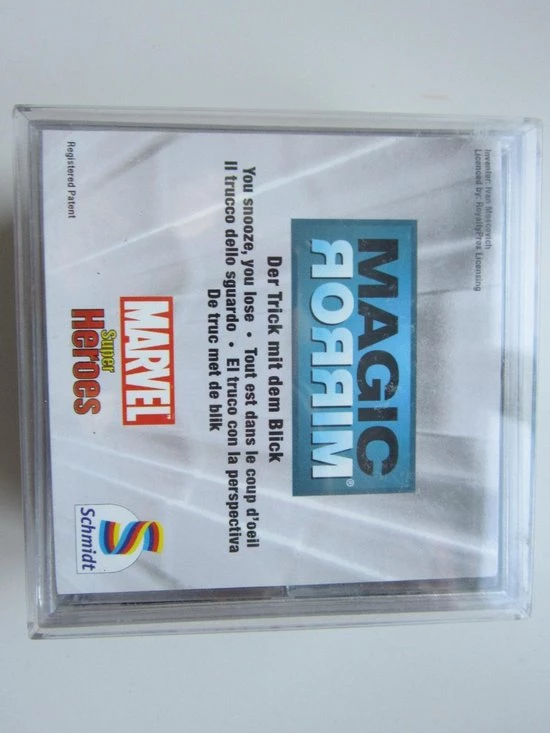 Inventor: Ivan Moscovich
Licenced by: RoyaltyPros Licensing
MAGIC
MIRROR®
Der Trick mit dem Blick
You snooze, you lose • Tout est dans le coup d'oeil
Il trucco dello sguardo • El truco con la perspectiva
De truc met de blik
MARVEL
Super
Heroes
Schmidt
Registered Patent